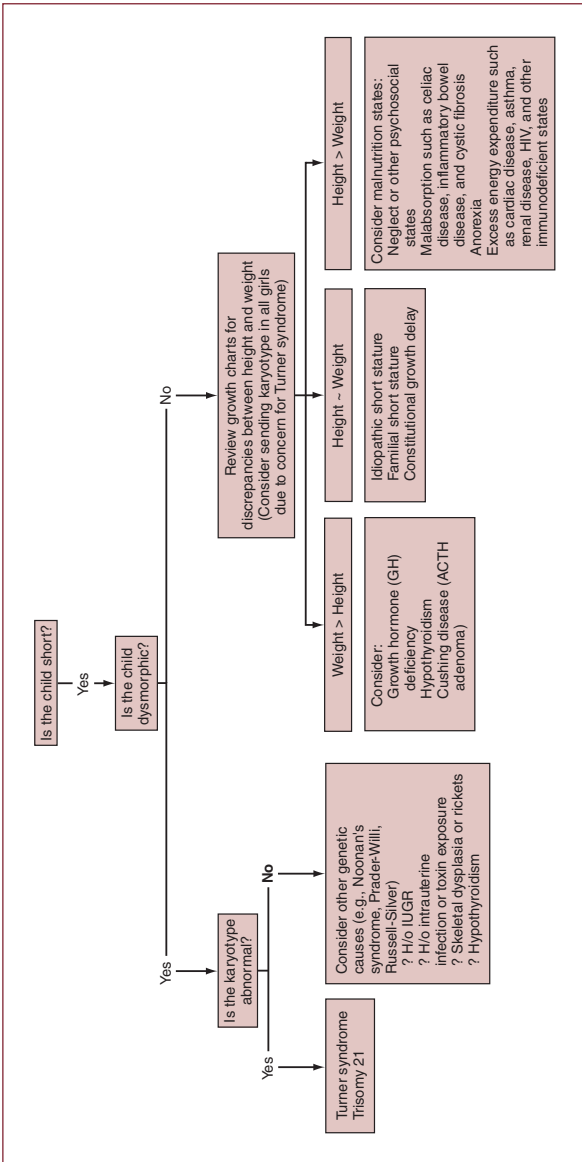 Is the child short?
Yes
Is the child
dysmorphic?
Yes
No
Is the karyotype
abnormal?
Yes
No
Turner syndrome
Trisomy 21
Consider other genetic
causes (e.g., Noonan's
syndrome, Prader-Willi,
Russell-Silver)
? H/o IUGR
? H/o intrauterine
infection or toxin exposure
? Skeletal dysplasia or rickets
? Hypothyroidism
Review growth charts for
discrepancies between height and weight
(Consider sending karyotype in all girls
due to concern for Turner syndrome)
Weight > Height
Consider:
Growth hormone (GH)
deficiency
Hypothyroidism
Cushing disease (ACTH
adenoma)
Height ~ Weight
Idiopathic short stature
Familial short stature
Constitutional growth delay
Height > Weight
Consider malnutrition states:
Neglect or other psychosocial
states
Malabsorption such as celiac
disease, inflammatory bowel
disease, and cystic fibrosis
Anorexia
Excess energy expenditure such
as cardiac disease, asthma,
renal disease, HIV, and other
immunodeficient states